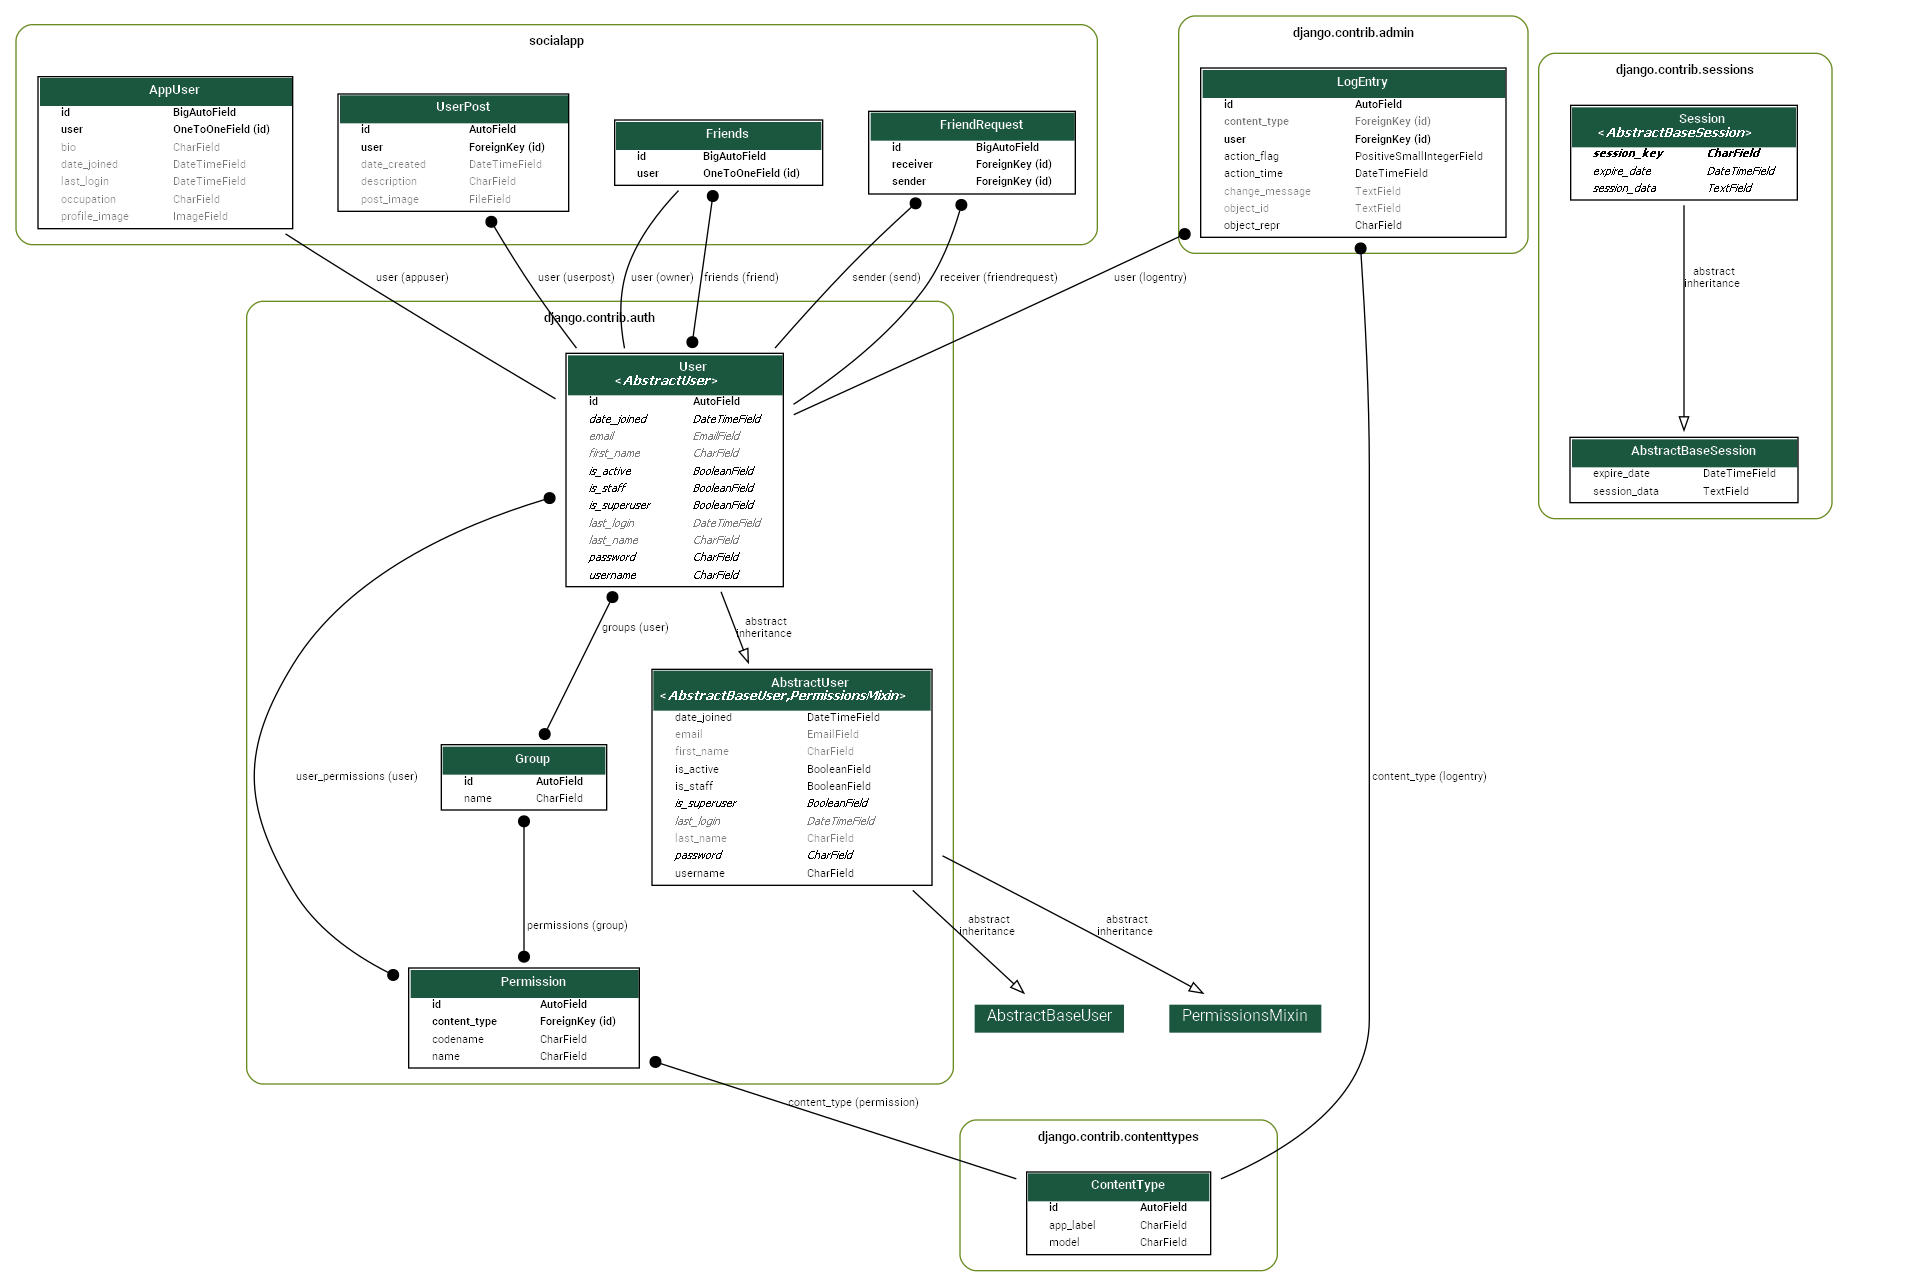 socialapp
AppUser
id BigAutoField
user OneToOneField (id)
bio CharField
date_joined DateTimeField
last_login DateTimeField
occupation CharField
profile_image ImageField
UserPost
id AutoField
user ForeignKey (id)
date_created DateTimeField
description CharField
post_image FileField
Friends
id BigAutoField
user OneToOneField (id)
FriendRequest
id BigAutoField
receiver ForeignKey (id)
sender ForeignKey (id)
django.contrib.admin
LogEntry
id AutoField
content_type ForeignKey (id)
user ForeignKey (id)
action_flag PositiveSmallIntegerField
action_time DateTimeField
change_message TextField
object_id TextField
object_repr CharField
django.contrib.sessions
Session
<AbstractBaseSession>
session_key CharField
expire_date DateTimeField
session_data TextField
abstract
inheritance
AbstractBaseSession
expire_date DateTimeField
session_data TextField
user (appuser)
user (userpost)
user (owner)
friends (friend)
sender (send)
receiver (friendrequest)
user (logentry)
django.contrib.auth
User
<AbstractUser>
id AutoField
date_joined DateTimeField
email EmailField
first_name CharField
is_active BooleanField
is_staff BooleanField
is_superuser BooleanField
last_login DateTimeField
last_name CharField
password CharField
username CharField
groups (user)
abstract
inheritance
AbstractUser
<AbstractBaseUser,PermissionsMixin>
date_joined DateTimeField
email EmailField
first_name CharField
is_active BooleanField
is_staff BooleanField
is_superuser BooleanField
last_login DateTimeField
last_name CharField
password CharField
username CharField
Group
id AutoField
name CharField
user_permissions (user)
content_type (logentry)
permissions (group)
abstract
inheritance
abstract
inheritance
Permission
id AutoField
content_type ForeignKey (id)
codename CharField
name CharField
AbstractBaseUser
PermissionsMixin
content_type (permission)
django.contrib.contenttypes
ContentType
id AutoField
app_label CharField
model CharField